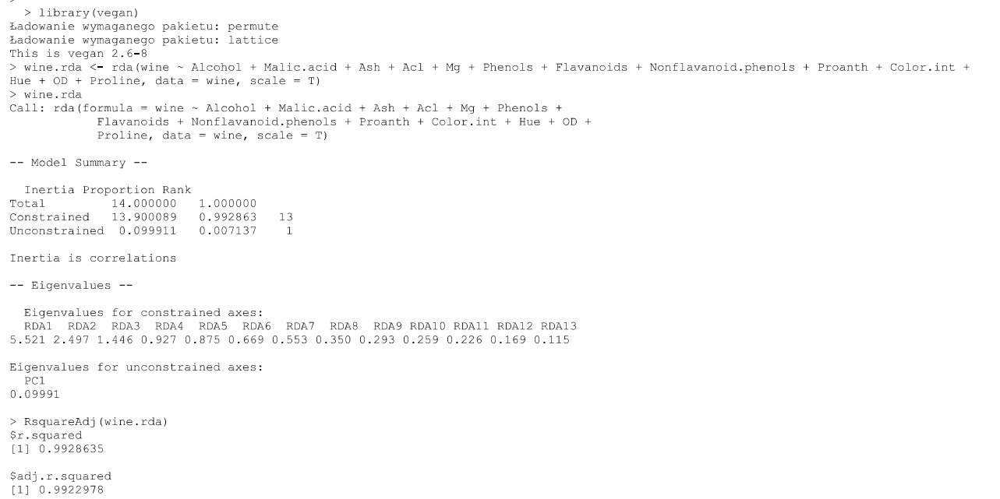 >
> library(vegan)
Ładowanie wymaganego pakietu: permute
Ładowanie wymaganego pakietu: lattice
This is vegan 2.6-8
> wine.rda <- rda(wine ~ Alcohol + Malic.acid + Ash + Acl + Mg + Phenols + Flavanoids + Nonflavanoid.phenols + Proanth + Color.int +
Hue + OD + Proline, data = wine, scale = T)
> wine.rda
Call: rda(formula = wine ~ Alcohol + Malic.acid + Ash + Acl + Mg + Phenols +
Flavanoids + Nonflavanoid.phenols + Proanth + Color.int + Hue + OD +
Proline, data = wine, scale = T)
-- Model Summary --
Inertia Proportion Rank
Total 14.000000 1.000000
Constrained 13.900089 0.992863 13
Unconstrained 0.099911 0.007137 1
Inertia is correlations
-- Eigenvalues --
Eigenvalues for constrained axes:
RDA1 RDA2 RDA3 RDA4 RDA5 RDA6 RDA7 RDA8 RDA9 RDA10 RDA11 RDA12 RDA13
5.521 2.497 1.446 0.927 0.875 0.669 0.553 0.350 0.293 0.259 0.226 0.169 0.115
Eigenvalues for unconstrained axes:
PC1
0.09991
> RsquareAdj(wine.rda)
$r.squared
[1] 0.9928635
$adj.r.squared
[1] 0.9922978